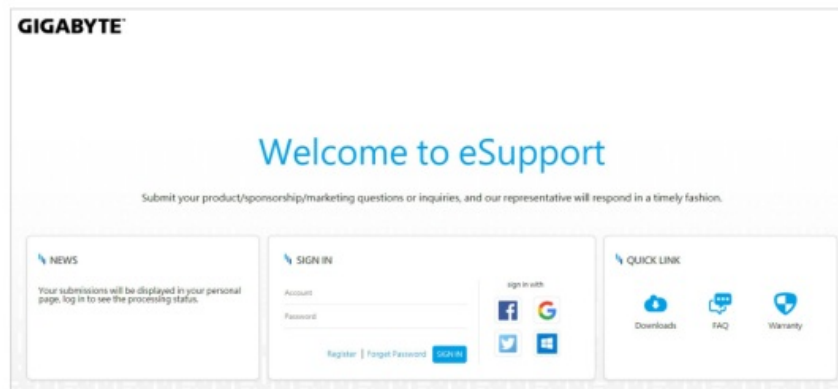 GIGABYTE™
Welcome to eSupport
Submit your product/sponsorship/marketing questions or inquiries, and our representative will respond in a timely fashion.
NEWS
Your submissions will be displayed in your personal
page, log in to see the processing status.
SIGN IN
Account
Password
Register | Forget Password SIGN IN
sign in with
QUICK LINK
Downloads FAQ Warranty